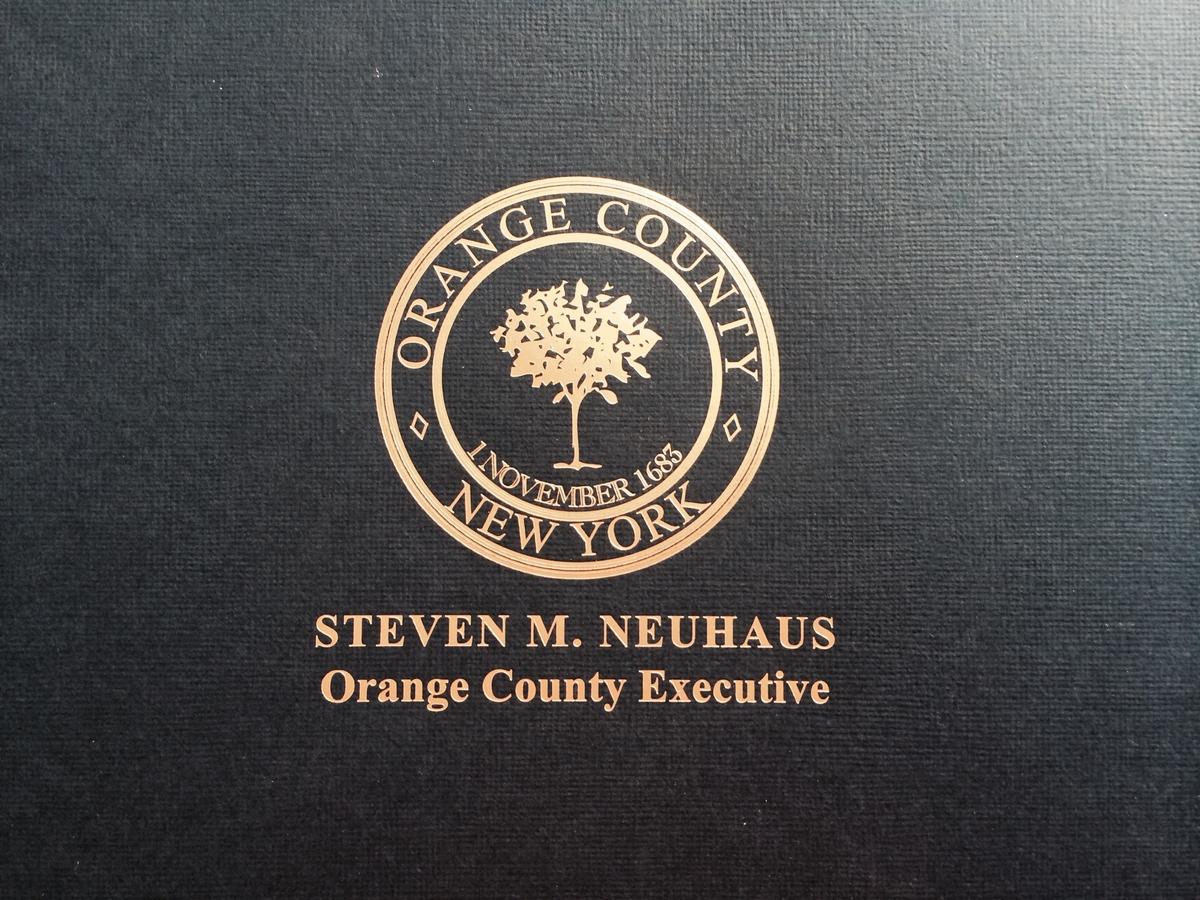 ORANGE COUNTY
1 NOVEMBER 1683
NEW YORK
STEVEN M. NEUHAUS
Orange County Executive